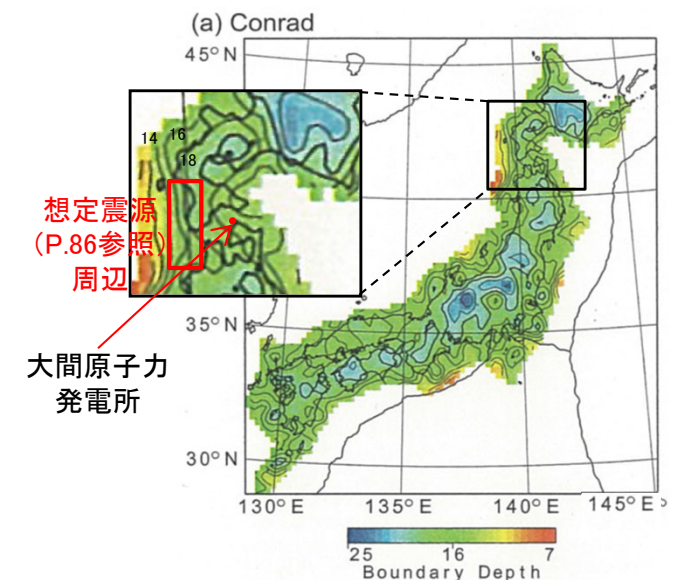 (a) Conrad
45° N
14 16
18
想定震源
（P.86参照）
周辺
大間原子力
発電所
35° N
30° N
130° E 135° E 140° E 145° E
25 16 7
Boundary Depth